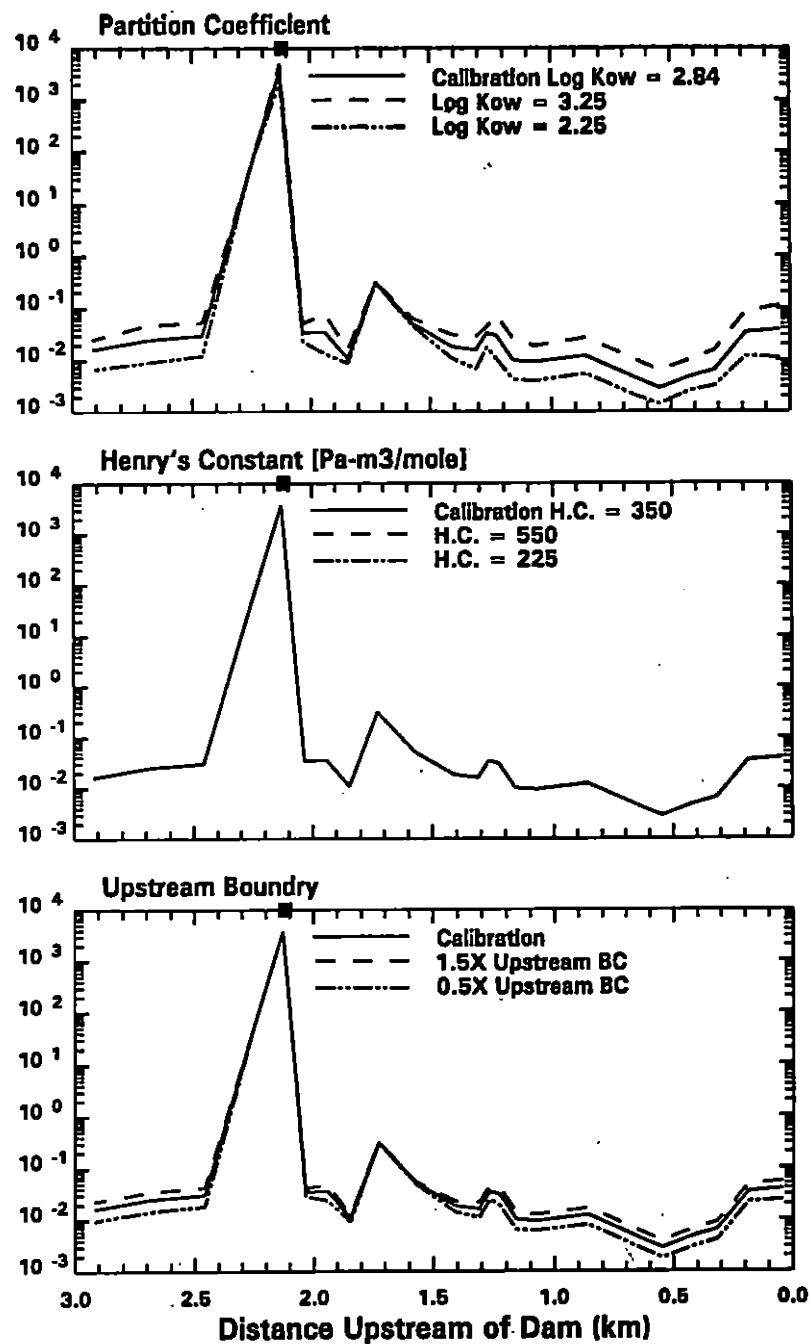 Partition Coefficient
10 4
10 3
10 2
10 1
10 0
10 -1
10 -2
10 -3
Calibration Log Kow = 2.84
Log Kow = 3.25
Log Kow = 2.25
Henry's Constant [Pa-m3/mole]
10 4
10 3
10 2
10 1
10 0
10 -1
10 -2
10 -3
Calibration H.C. = 350
H.C. = 550
H.C. = 225
Upstream Boundry
10 4
10 3
10 2
10 1
10 0
10 -1
10 -2
10 -3
Calibration
1.5X Upstream BC
0.5X Upstream BC
3.0 2.5 2.0 1.5 1.0 0.5 0.0
Distance Upstream of Dam (km)